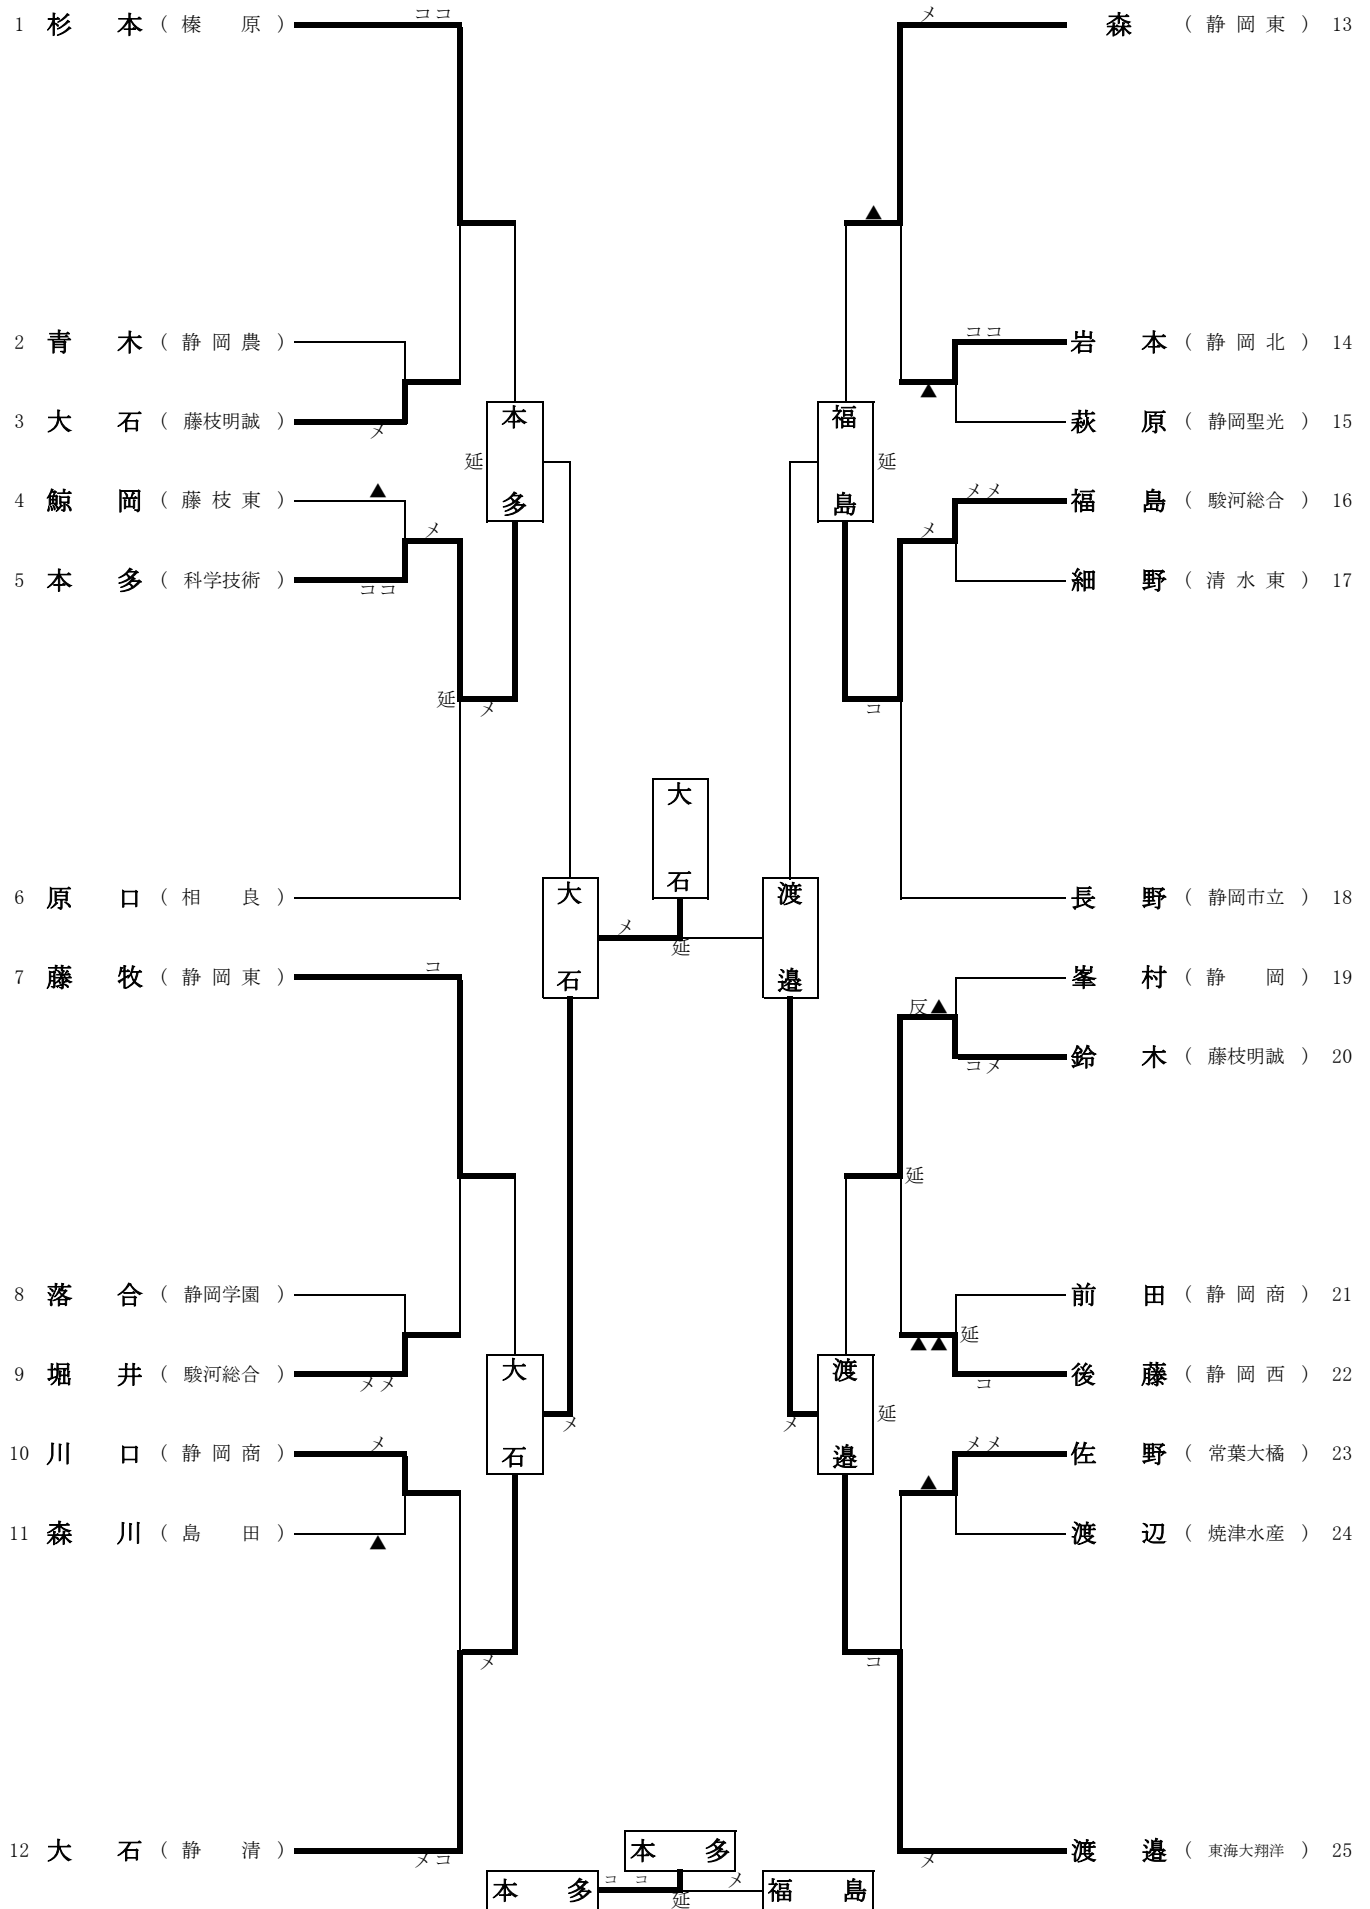 ココ
1 杉 本 ( 榛 原 )
2 青 木 ( 静 岡 農 )
3 大 石 ( 藤枝明誠 )
メ
▲
4 鯨 岡 ( 藤 枝 東 )
メ
5 本 多 ( 科学技術 )
ココ
延 メ
6 原 口 ( 相 良 )
コ
7 藤 牧 ( 静 岡 東 )
8 落 合 ( 静岡学園 )
9 堀 井 ( 駿河総合 )
メメ
メ
10 川 口 ( 静 岡 商 )
11 森 川 ( 島 田 )
▲
メ
12 大 石 ( 静 清 )
メコ
本多
延
大石
メ
大石
メ
大石
延
渡邉
メ
福島
延
渡邉
延
メ
森 ( 静 岡 東 ) 13
▲
ココ
岩 本 ( 静 岡 北 ) 14
▲
萩 原 ( 静岡聖光 ) 15
メメ
福 島 ( 駿河総合 ) 16
メ
細 野 ( 清 水 東 ) 17
コ
長 野 ( 静岡市立 ) 18
峯 村 ( 静 岡 ) 19
反▲
鈴 木 ( 藤枝明誠 ) 20
コメ
延
前 田 ( 静 岡 商 ) 21
▲▲ 延
後 藤 ( 静 岡 西 ) 22
コ
メメ
佐 野 ( 常葉大橘 ) 23
▲
渡 辺 ( 焼津水産 ) 24
コ
渡 邉 ( 東海大翔洋 ) 25
メ
本 多
本 多 コ コ 延 メ 福 島